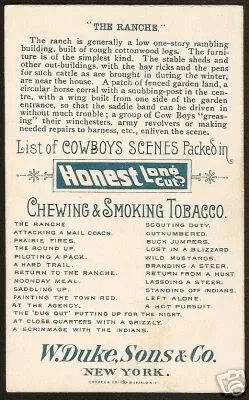 "THE RANCHE."
The ranch is generally a low one-story rambling
building, built of rough cottonwood logs. The furni-
ture is of the simplest kind. The stable sheds and
other out-buildings, with the hay ricks and the pens
for such cattle as are brought in during the winter,
are near the house. A patch of fenced garden land, a
circular horse corral with a snubbing-post in the cen-
tre, and a wing built from one side of the garden
entrance, so that the saddle band can be driven in
without much trouble; a group of Cow Boys "greas-
ing" their winchesters, army revolvers or making
needed repairs to harness, etc., enliven the scene.
List of COWBOYS SCENES Packed in
Honest Long Cut
CHEWING & SMOKING TOBACCO.
THE RANCHE.
ATTACKING A MAIL COACH.
PRAIRIE FIRES.
THE ROUND UP.
PILOTING A PACK.
A HARD TRAIL.
RETURN TO THE RANCHE.
NOONDAY MEAL.
SADDLING UP.
PAINTING THE TOWN RED.
AT THE AGENCY.
THE 'DUG OUT' PUTTING UP FOR THE NIGHT.
AT CLOSE QUARTERS WITH A GRIZZLY.
A SCRIMMAGE WITH THE INDIANS.
SCOUTING DUTY.
OUTNUMBERED.
BUCK JUMPERS.
LOST IN A BLIZZARD.
WILD MUSTANGS.
BRANDING A STEER.
RETURN FROM A HUNT.
LASSOING A STEER.
STANDING OFF INDIANS.
LEFT ALONE.
A HOT PURSUIT.
W. Duke, Sons & Co.
NEW YORK.